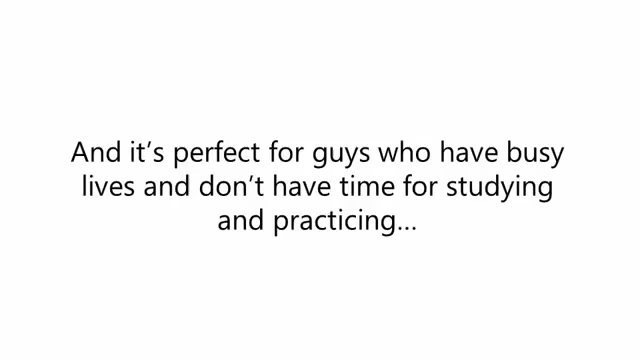 And it’s perfect for guys who have busy
lives and don’t have time for studying
and practicing...